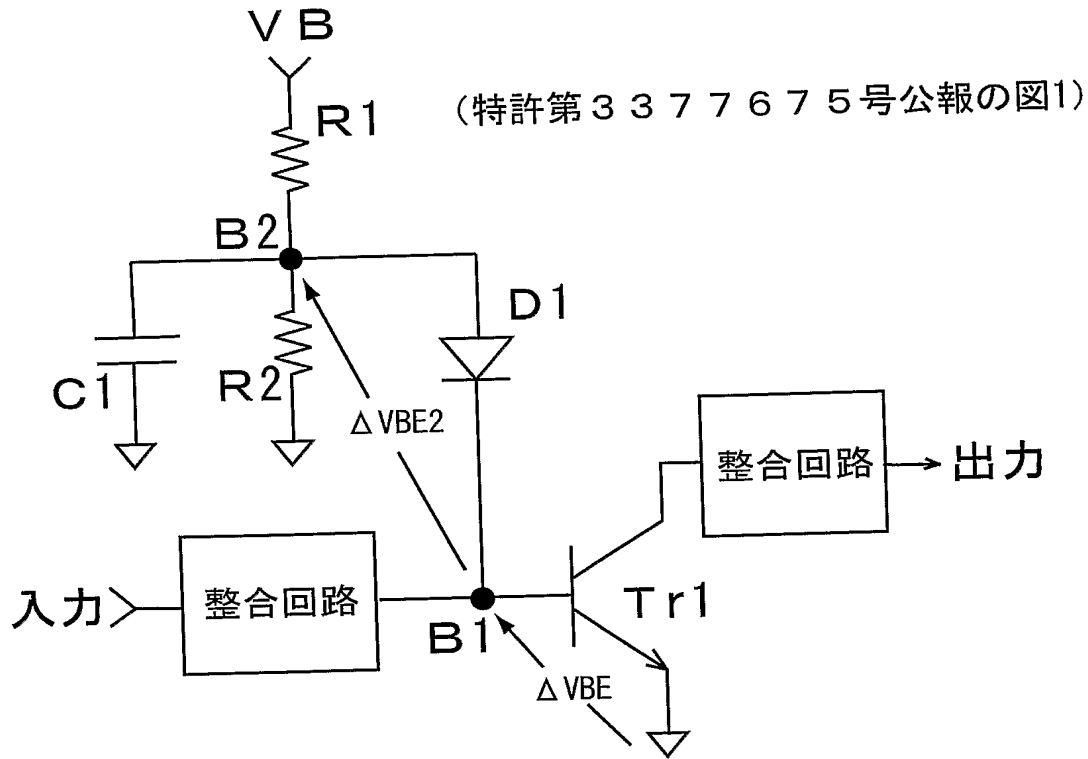 ＶＢ
（特許第３３７７６７５号公報の図1）
Ｒ1
Ｂ2
Ｄ1
Ｃ1
Ｒ2
ΔVBE2
整合回路
出力
入力
整合回路
Ｔr1
Ｂ1
ΔVBE